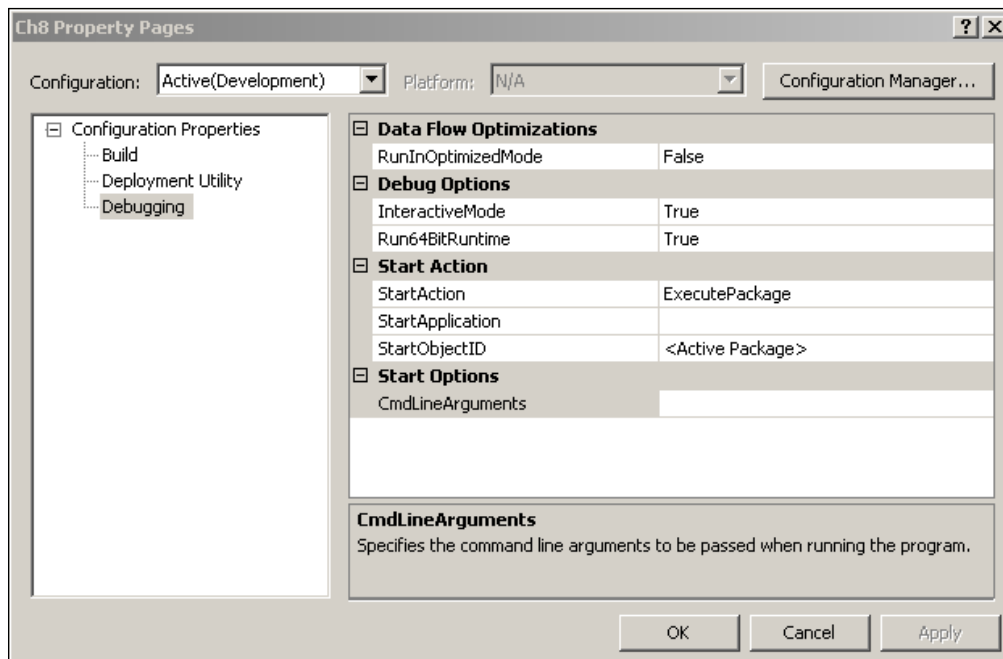 Ch8 Property Pages
Configuration: Active(Development) Platform: N/A Configuration Manager...
Configuration Properties
Build
Deployment Utility
Debugging
Data Flow Optimizations
RunInOptimizedMode False
Debug Options
InteractiveMode True
Run64BitRuntime True
Start Action
StartAction ExecutePackage
StartApplication
StartObjectID <Active Package>
Start Options
CmdLineArguments
CmdLineArguments
Specifies the command line arguments to be passed when running the program.
OK Cancel Apply